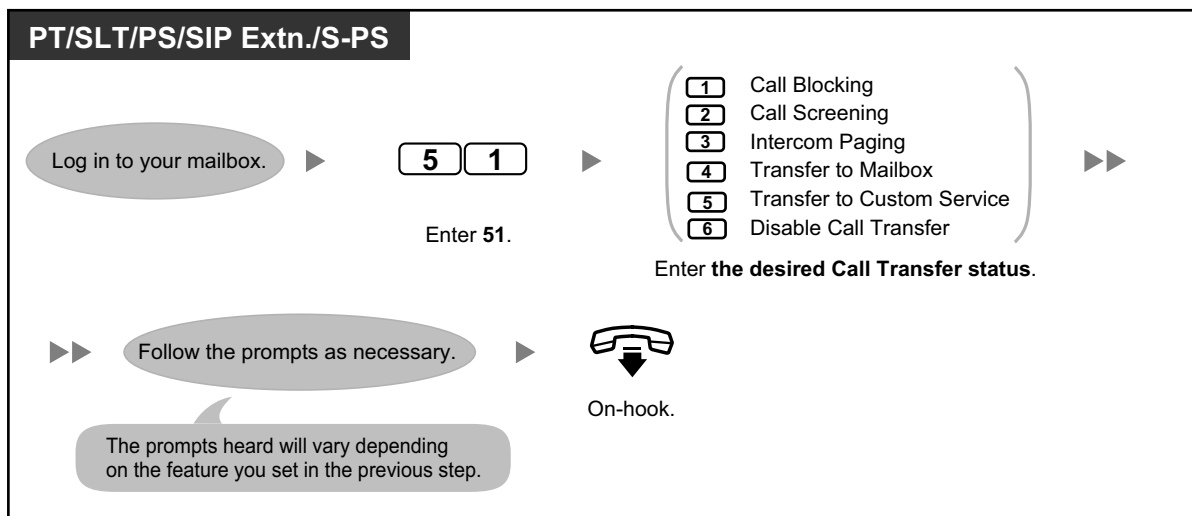 PT/SLT/PS/SIP Extn./S-PS
Log in to your mailbox.
5 1
Enter 51.
1 Call Blocking
2 Call Screening
3 Intercom Paging
4 Transfer to Mailbox
5 Transfer to Custom Service
6 Disable Call Transfer
Enter the desired Call Transfer status.
Follow the prompts as necessary.
On-hook.
The prompts heard will vary depending
on the feature you set in the previous step.